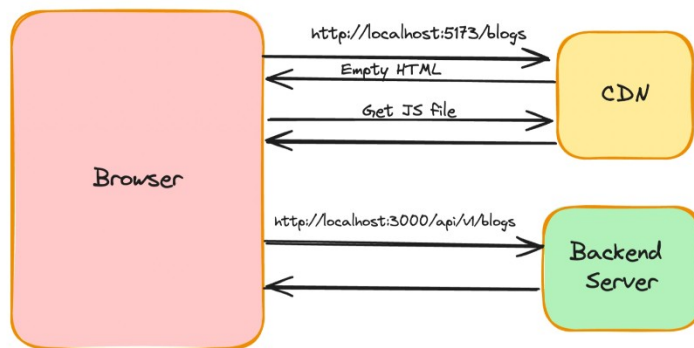 http://localhost:5173/blogs
Empty HTML
CDN
Get JS file
Browser
http://localhost:3000/api/v1/blogs
Backend
Server